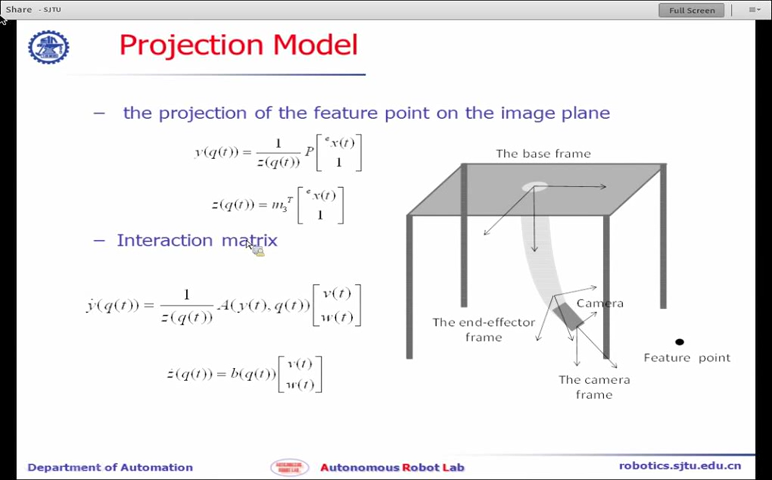 Share - SJTU
Full Screen
Projection Model
– the projection of the feature point on the image plane
y(q(t)) = 1/z(q(t)) P [ᵉx(t) 1]
z(q(t)) = m₃ᵀ [ᵉx(t) 1]
– Interaction matrix
ẏ(q(t)) = 1/z(q(t)) A(y(t), q(t)) [v(t) w(t)]
ż(q(t)) = b(q(t)) [v(t) w(t)]
The base frame
Camera
The end-effector
frame
Feature point
The camera
frame
Department of Automation
Autonomous Robot Lab
robotics.sjtu.edu.cn